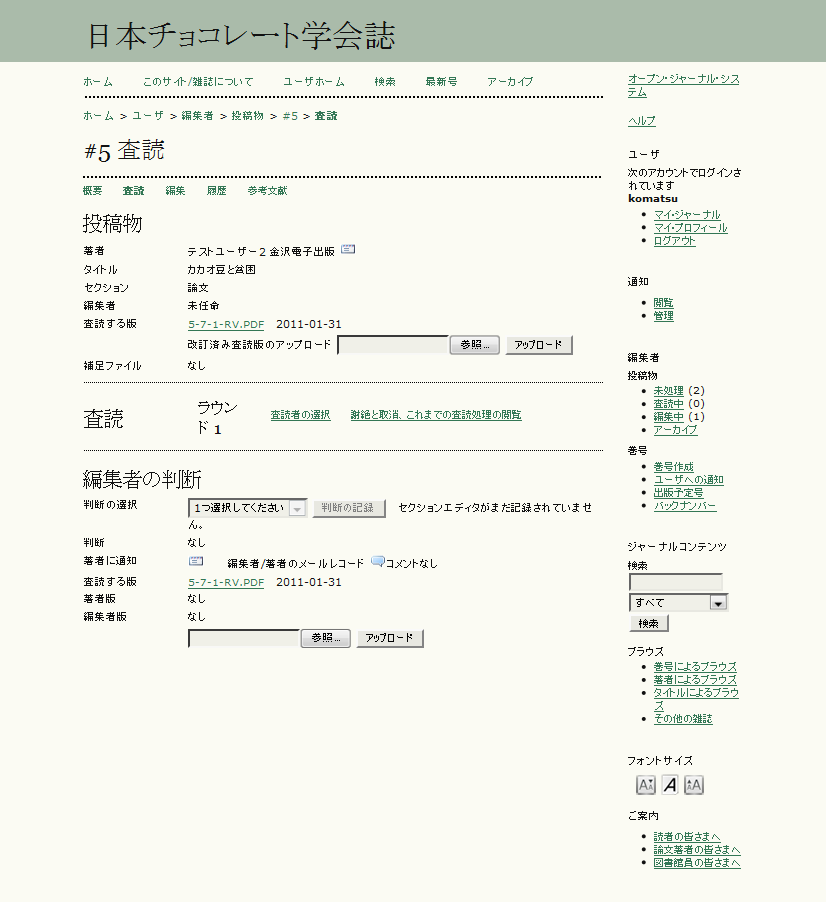 日本チョコレート学会誌
ホーム このサイト/雑誌について ユーザホーム 検索 最新号 アーカイブ
ホーム > ユーザ > 編集者 > 投稿物 > #5 > 査読
#5 査読
概要 査読 編集 履歴 参考文献
投稿物
著者 テストユーザー2 金沢電子出版
タイトル カカオ豆と貧困
セクション 論文
編集者 未任命
査読する版 5-7-1-RV.PDF 2011-01-31
改訂済み査読版のアップロード 参照... アップロード
補足ファイル なし
査読
ラウン
ド 1
査読者の選択 謝絶と取消、これまでの査読処理の閲覧
編集者の判断
判断の選択 1つ選択してください 判断の記録 セクションエディタがまだ記録されていませ
ん。
判断 なし
著者に通知 編集者/著者のメールレコード コメントなし
査読する版 5-7-1-RV.PDF 2011-01-31
著者版 なし
編集者版 なし
参照... アップロード
オープン・ジャーナル・シス
テム
ヘルプ
ユーザ
次のアカウントでログインさ
れています
komatsu
マイ・ジャーナル
マイ・プロフィール
ログアウト
通知
閲覧
管理
編集者
投稿物
未処理 (2)
査読中 (0)
編集中 (1)
アーカイブ
巻号
巻号作成
ユーザへの通知
出版予定号
バックナンバー
ジャーナルコンテンツ
検索
すべて
検索
ブラウズ
巻号によるブラウズ
著者によるブラウズ
タイトルによるブラウ
ズ
その他の雑誌
フォントサイズ
A A A
ご案内
読者の皆さまへ
論文著者の皆さまへ
図書館員の皆さまへ